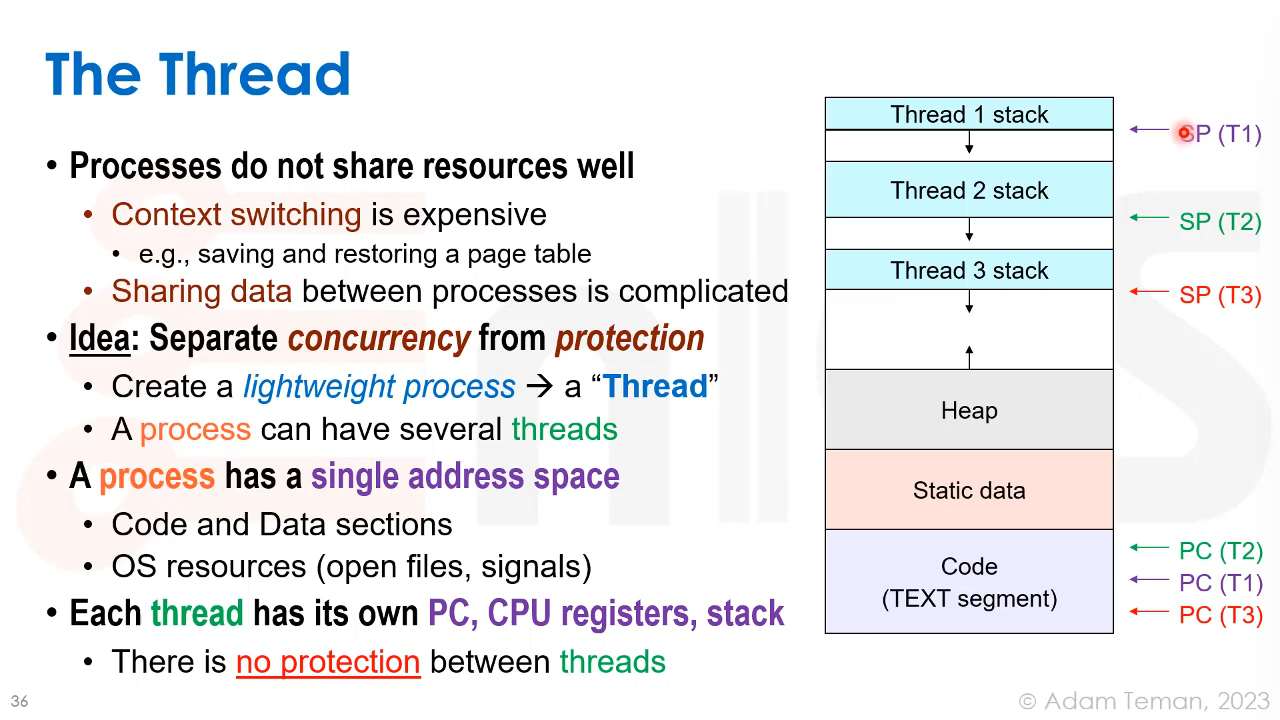 The Thread
• Processes do not share resources well
• Context switching is expensive
• e.g., saving and restoring a page table
• Sharing data between processes is complicated
• Idea: Separate concurrency from protection
• Create a lightweight process → a “Thread”
• A process can have several threads
• A process has a single address space
• Code and Data sections
• OS resources (open files, signals)
• Each thread has its own PC, CPU registers, stack
• There is no protection between threads
Thread 1 stack
SP (T1)
Thread 2 stack
SP (T2)
Thread 3 stack
SP (T3)
Heap
Static data
Code
(TEXT segment)
PC (T2)
PC (T1)
PC (T3)
36
© Adam Teman, 2023